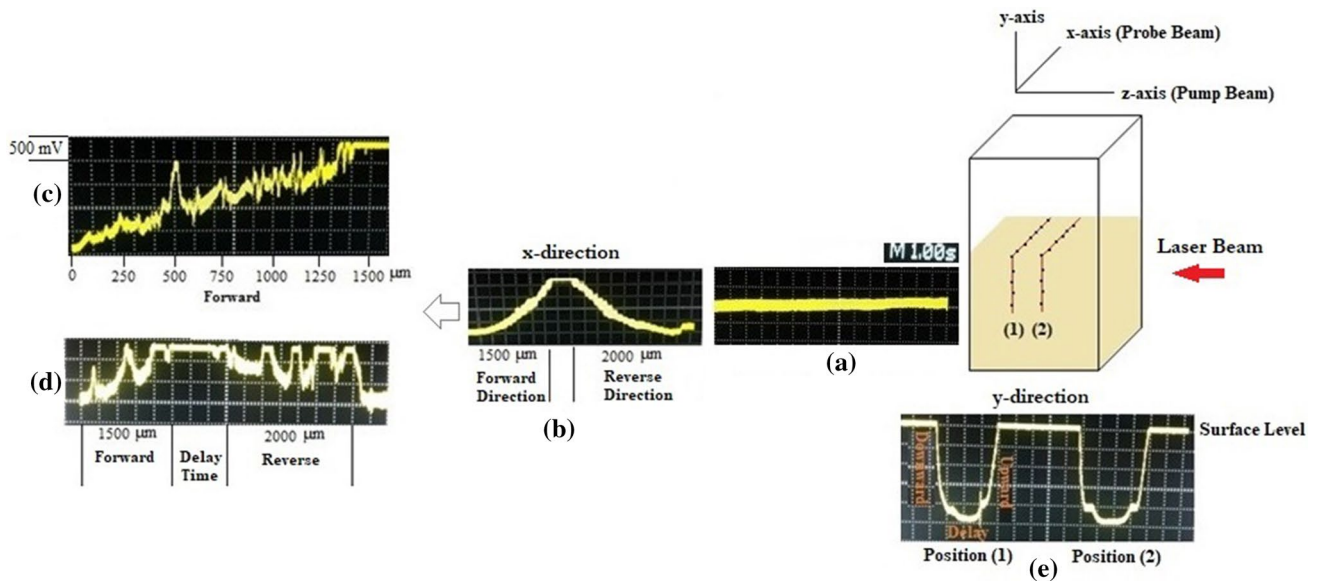 y-axis
x-axis (Probe Beam)
z-axis (Pump Beam)
500 mV
(c)
0 250 500 750 1000 1250 1500 μm
Forward
x-direction
M 1.00s
Laser Beam
(1) (2)
(a)
1500 μm 2000 μm
Forward Reverse
Direction Direction
(b)
(d)
1500 μm 2000 μm
Forward Delay Reverse
Time
y-direction
Surface Level
Downward
Upward
Delay
Position (1) Position (2)
(e)